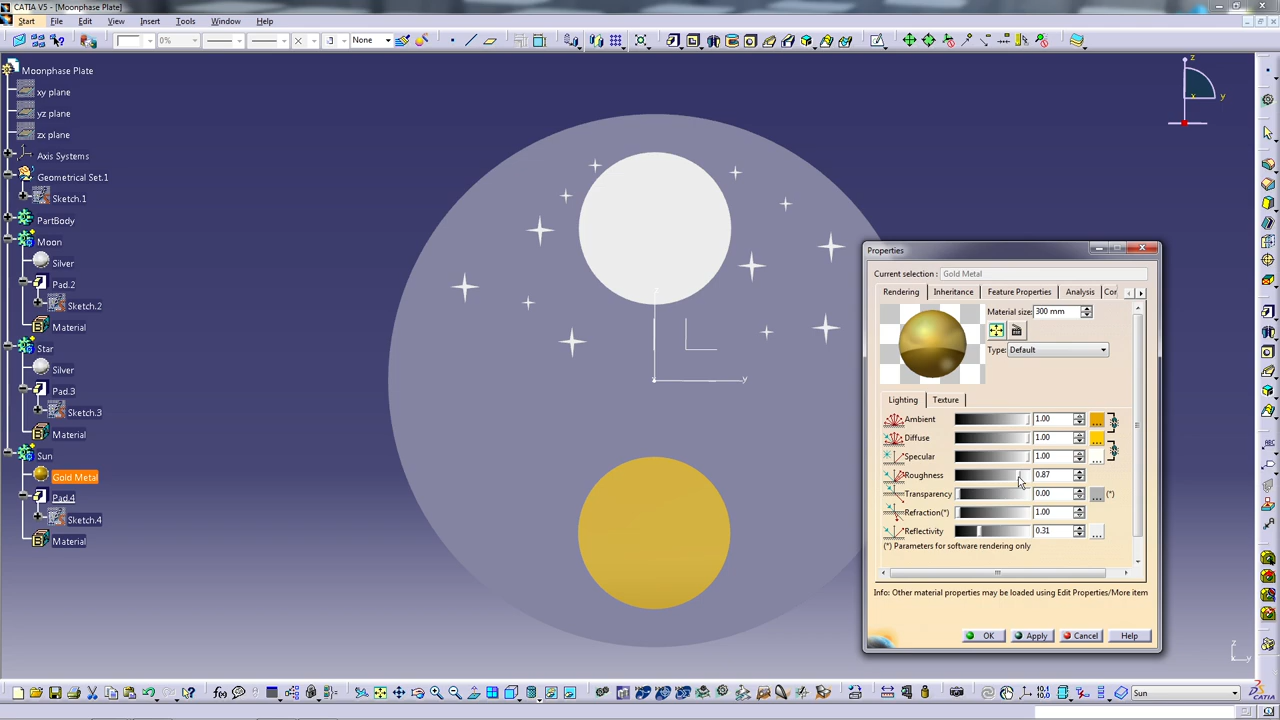 CATIA V5 - [Moonphase Plate]
Start File Edit View Insert Tools Window Help
0% None
Moonphase Plate
xy plane
yz plane
zx plane
Axis Systems
Geometrical Set.1
Sketch.1
PartBody
Moon
Silver
Pad.2
Sketch.2
Material
Star
Silver
Pad.3
Sketch.3
Material
Sun
Gold Metal
Pad.4
Sketch.4
Material
z
x
y
y
Properties
Current selection : Gold Metal
Rendering Inheritance Feature Properties Analysis Cor
Material size: 300 mm
Type: Default
Lighting Texture
Ambient 1.00 ...
Diffuse 1.00 ...
Specular 1.00 ...
Roughness 0.87
Transparency 0.00 ... (*)
Refraction(*) 1.00
Reflectivity 0.31 ...
(*) Parameters for software rendering only
Info: Other material properties may be loaded using Edit Properties/More item
OK Apply Cancel Help
Sun